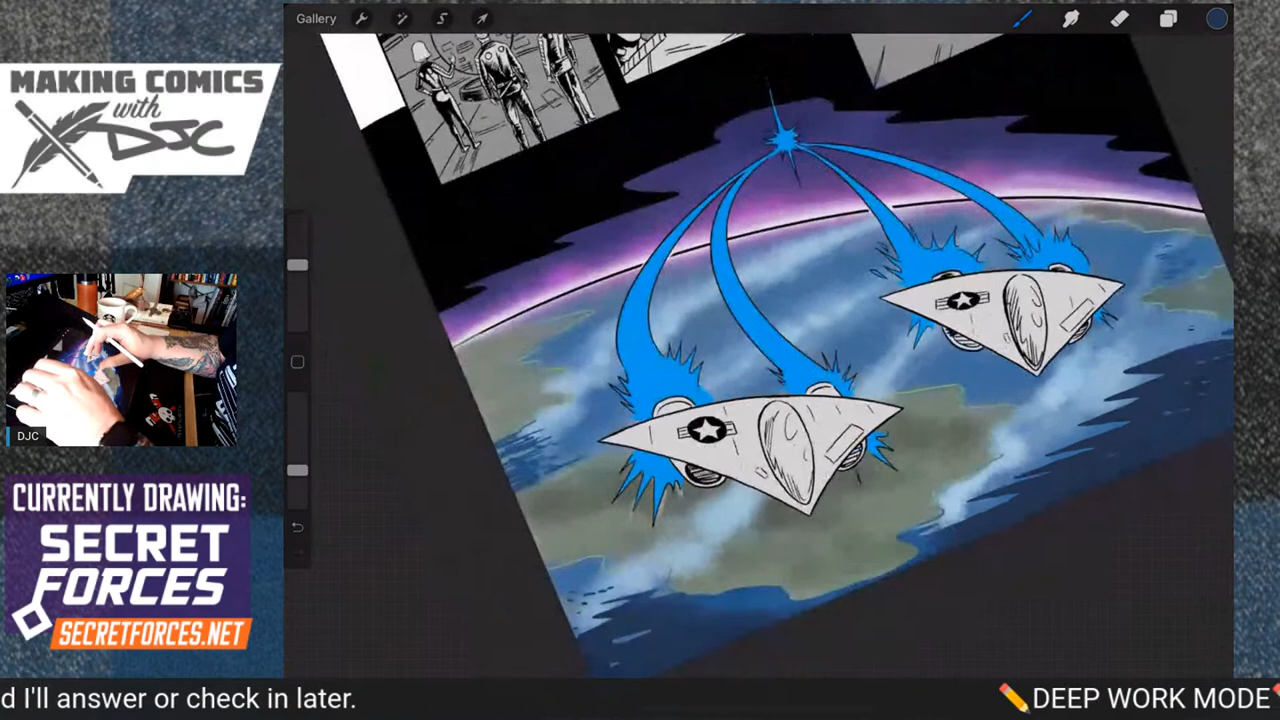 Gallery
MAKING COMICS
with
DJC
DJC
CURRENTLY DRAWING:
SECRET
FORCES
SECRETFORCES.NET
d I'll answer or check in later.
✏️DEEP WORK MODE